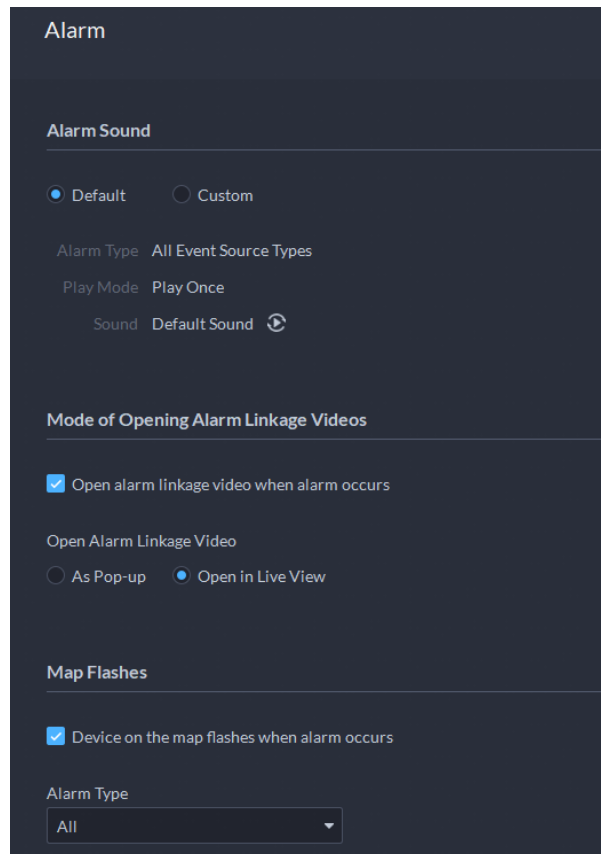 Alarm
Alarm Sound
Default Custom
Alarm Type All Event Source Types
Play Mode Play Once
Sound Default Sound
Mode of Opening Alarm Linkage Videos
Open alarm linkage video when alarm occurs
Open Alarm Linkage Video
As Pop-up Open in Live View
Map Flashes
Device on the map flashes when alarm occurs
Alarm Type
All